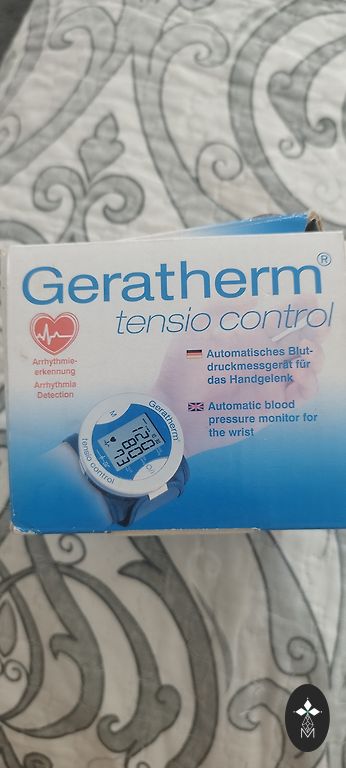 Geratherm®
tensio control
Arrhythmie-
erkennung
Arrhythmia
Detection
Automatisches Blut-
druckmessgerät für
das Handgelenk
Automatic blood
pressure monitor for
the wrist
Geratherm®
M
tensio control